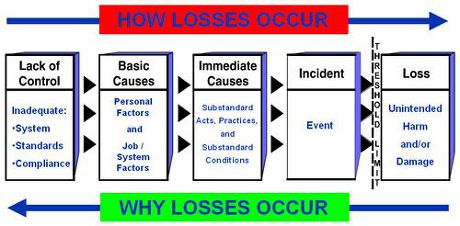 HOW LOSSES OCCUR
Lack of
Control
Inadequate:
•System
•Standards
•Compliance
Basic
Causes
Personal
Factors
and
Job /
System
Factors
Immediate
Causes
Substandard
Acts, Practices,
and
Substandard
Conditions
Incident
Event
THRESHOLD LIMIT
Loss
Unintended
Harm
and/or
Damage
WHY LOSSES OCCUR